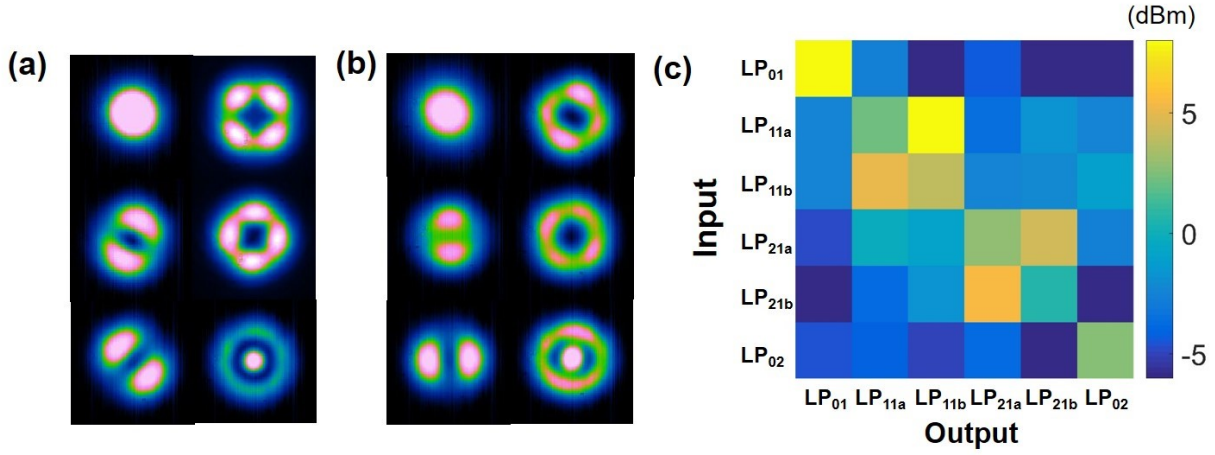 (a)
(b)
(c)
(dBm)
LP01
LP11a
LP11b
LP21a
LP21b
LP02
Input
5
0
-5
LP01 LP11a LP11b LP21a LP21b LP02
Output